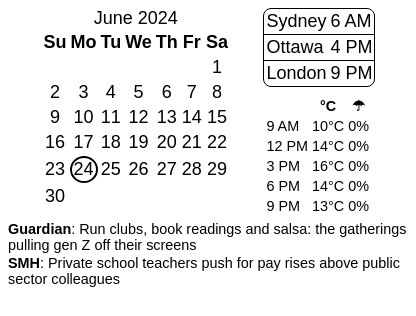 June 2024
Su Mo Tu We Th Fr Sa
1
2 3 4 5 6 7 8
9 10 11 12 13 14 15
16 17 18 19 20 21 22
23 24 25 26 27 28 29
30
Sydney 6 AM
Ottawa 4 PM
London 9 PM
°C ☂
9 AM 10°C 0%
12 PM 14°C 0%
3 PM 16°C 0%
6 PM 14°C 0%
9 PM 13°C 0%
Guardian: Run clubs, book readings and salsa: the gatherings
pulling gen Z off their screens
SMH: Private school teachers push for pay rises above public
sector colleagues